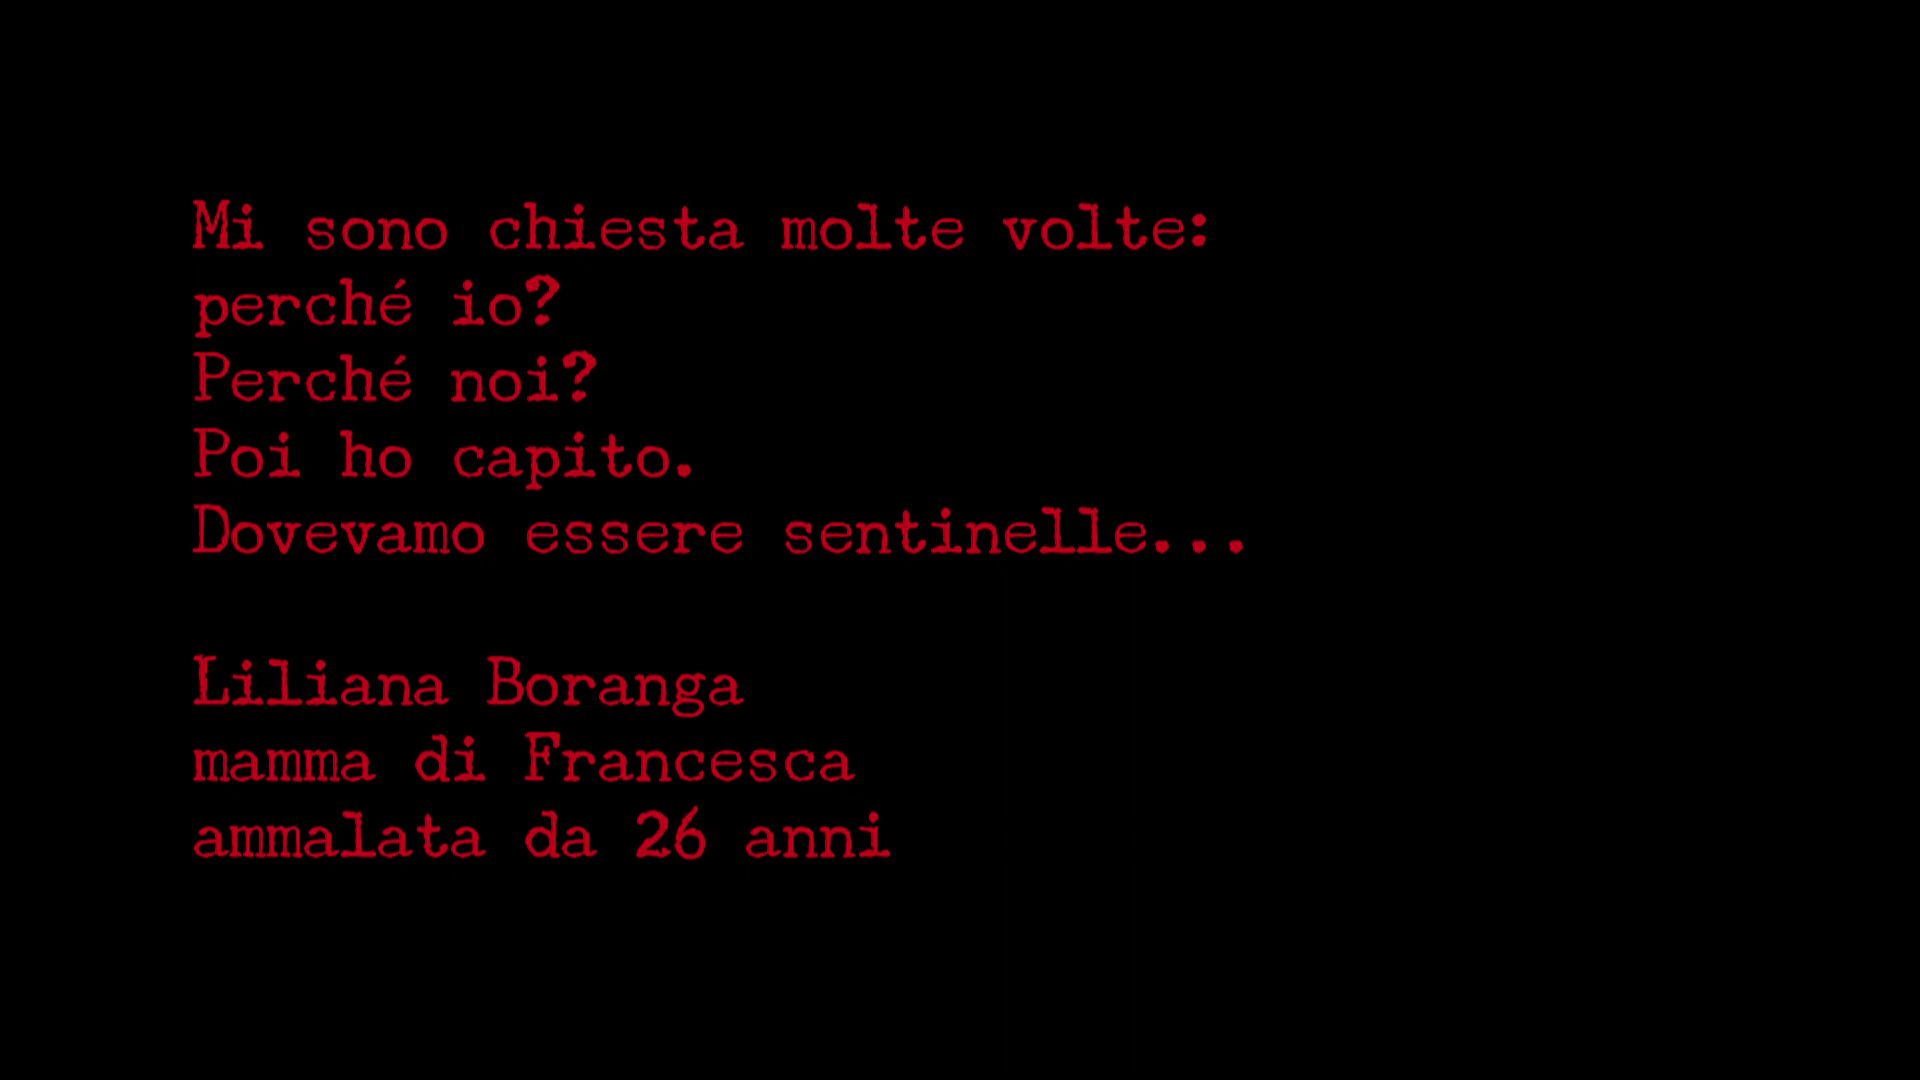 Mi sono chiesta molte volte:
perché io?
Perché noi?
Poi ho capito.
Dovevamo essere sentinelle...
Liliana Boranga
mamma di Francesca
ammalata da 26 anni